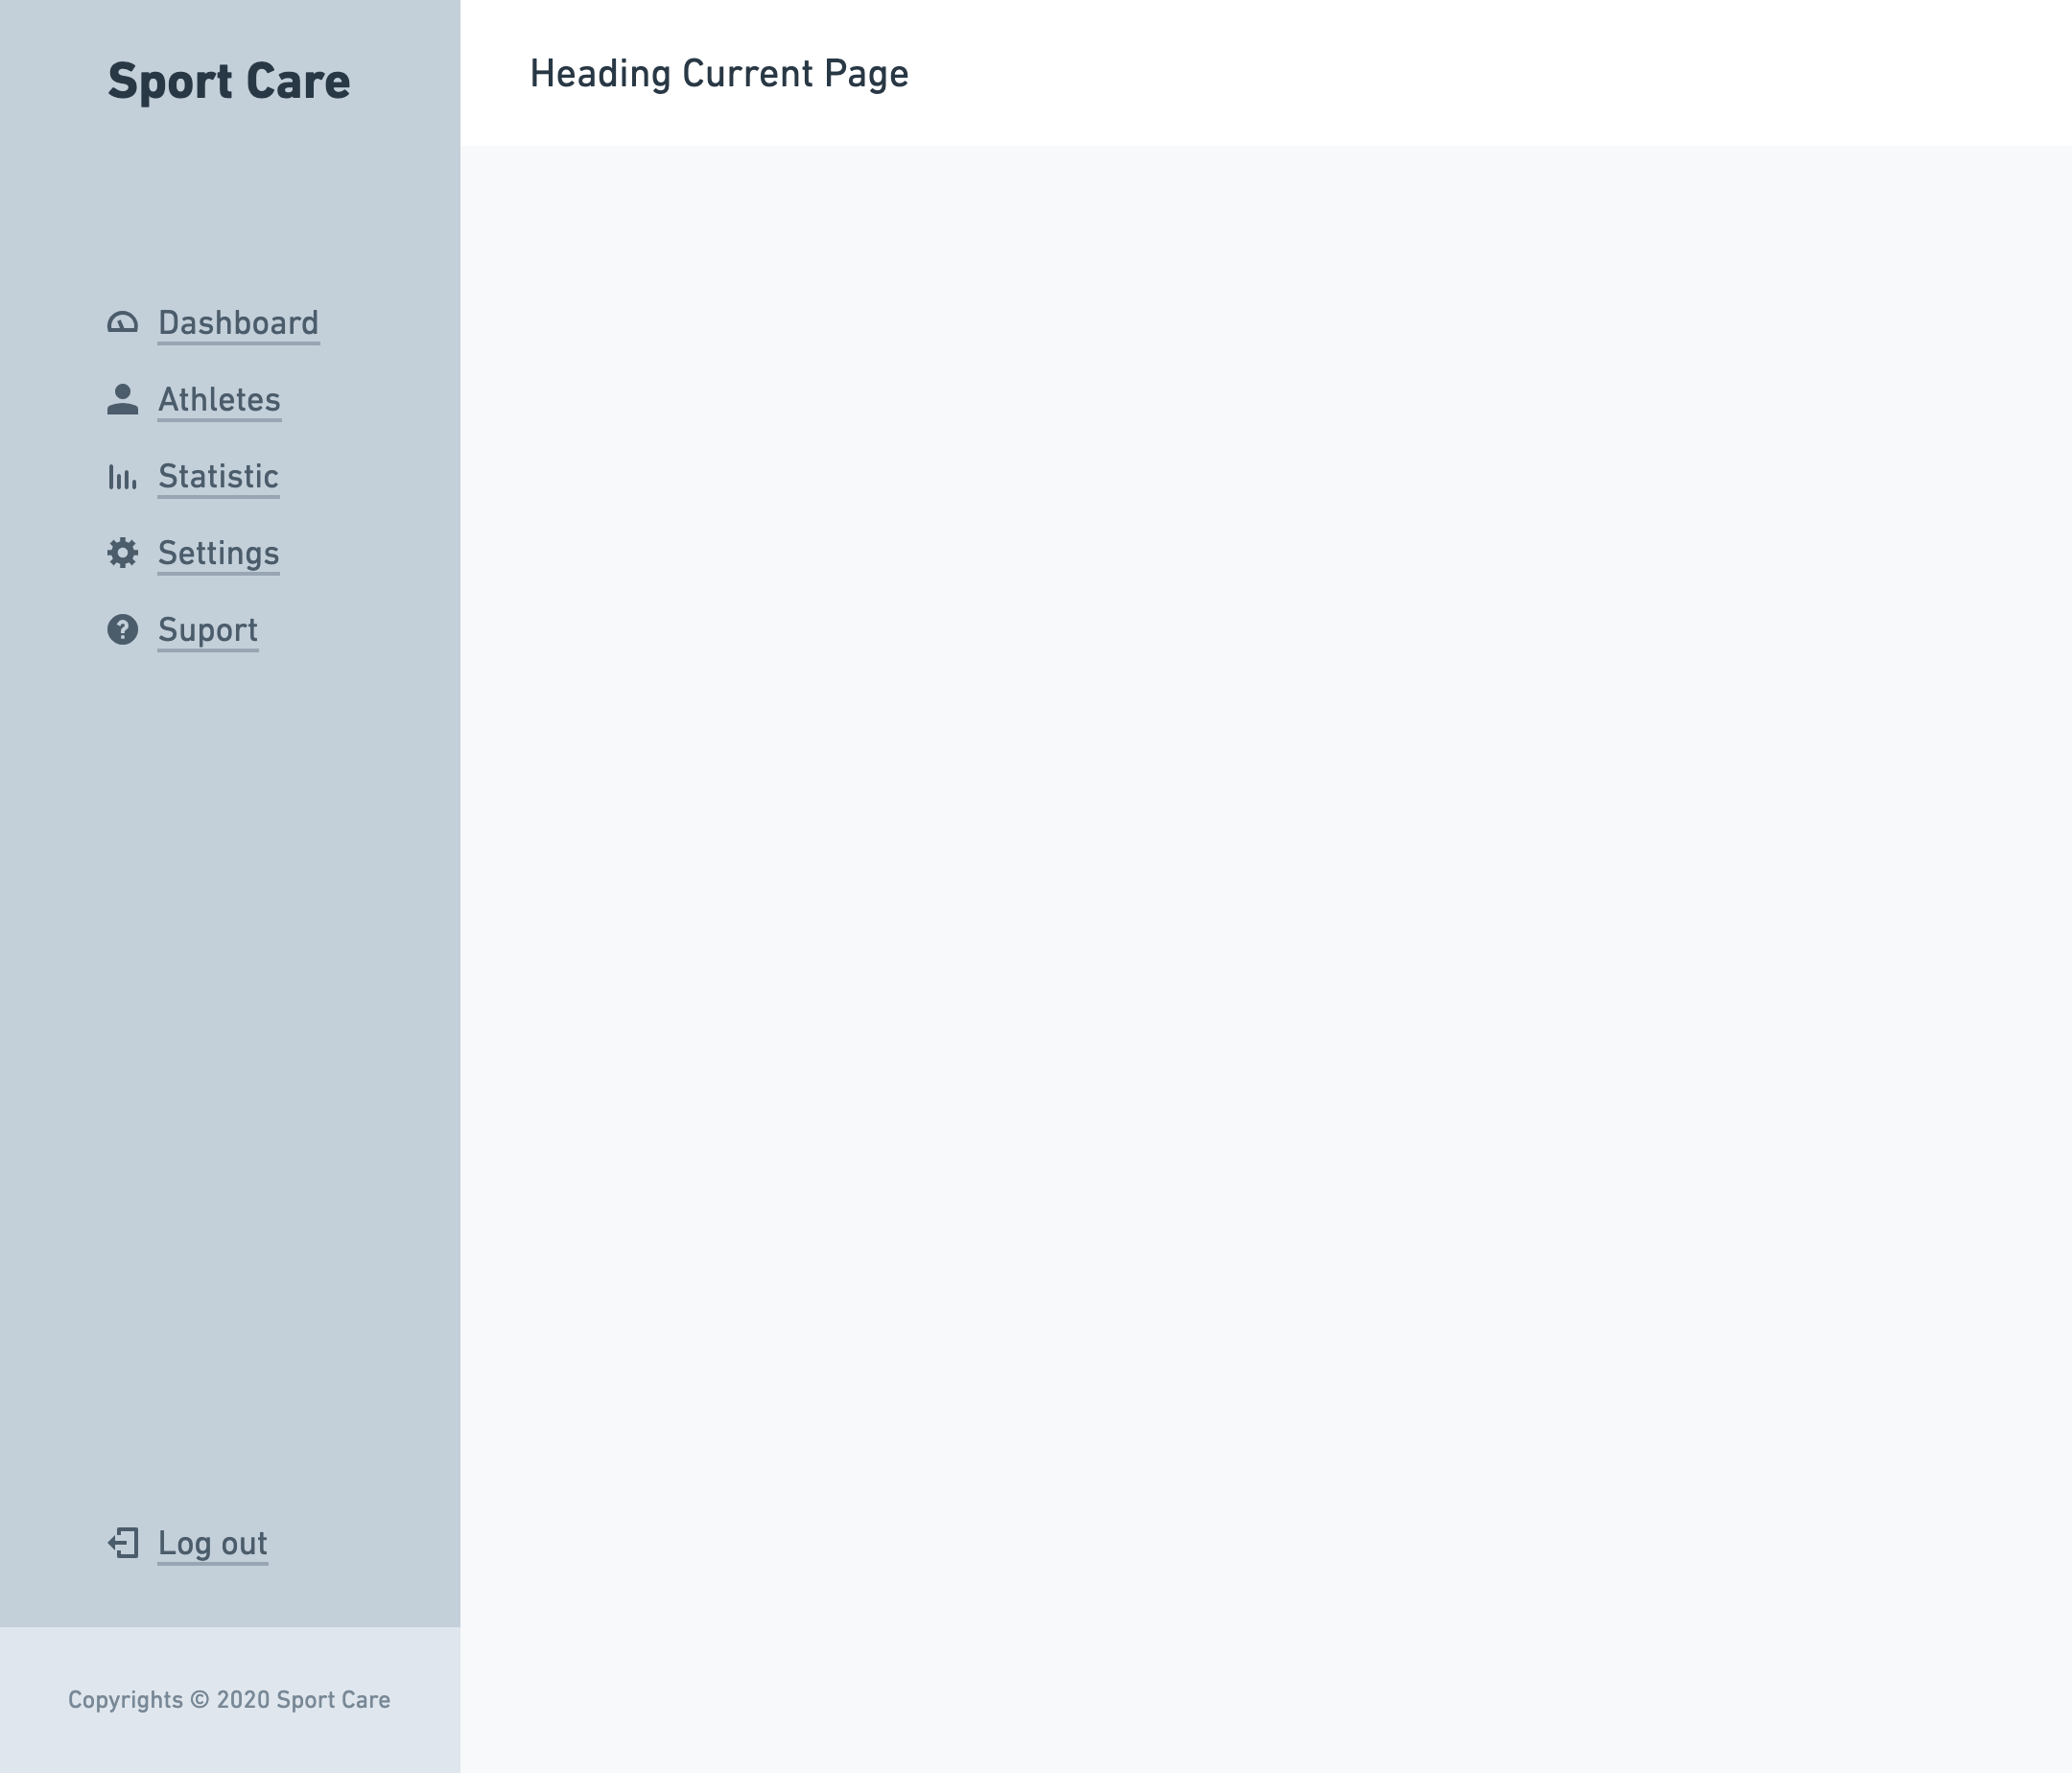 Sport Care
Heading Current Page
Dashboard
Athletes
Statistic
Settings
Suport
Log out
Copyrights © 2020 Sport Care